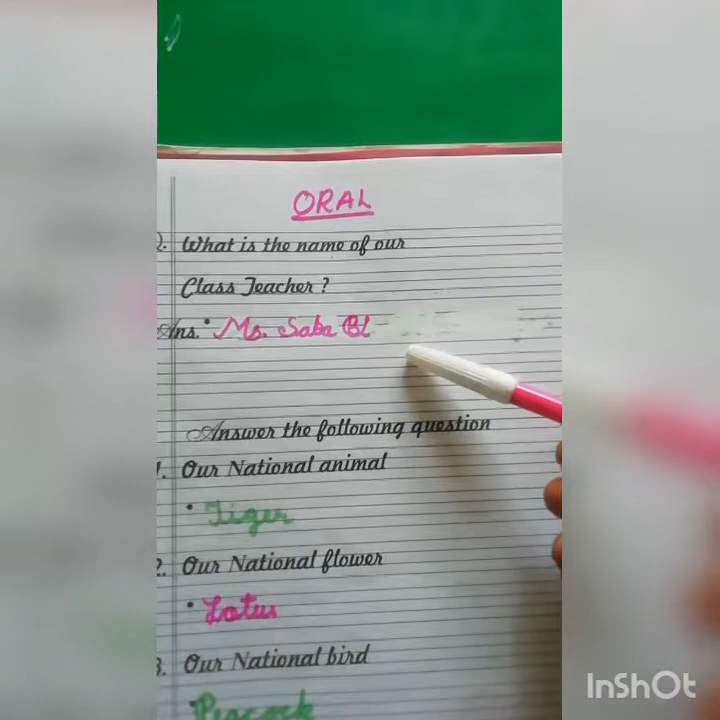 ORAL
Q. What is the name of our
Class Teacher ?
Ans. Ms. Saba
Answer the following question
1. Our National animal
• Tiger
2. Our National flower
• Lotus
3. Our National bird
Peacock
InShOt